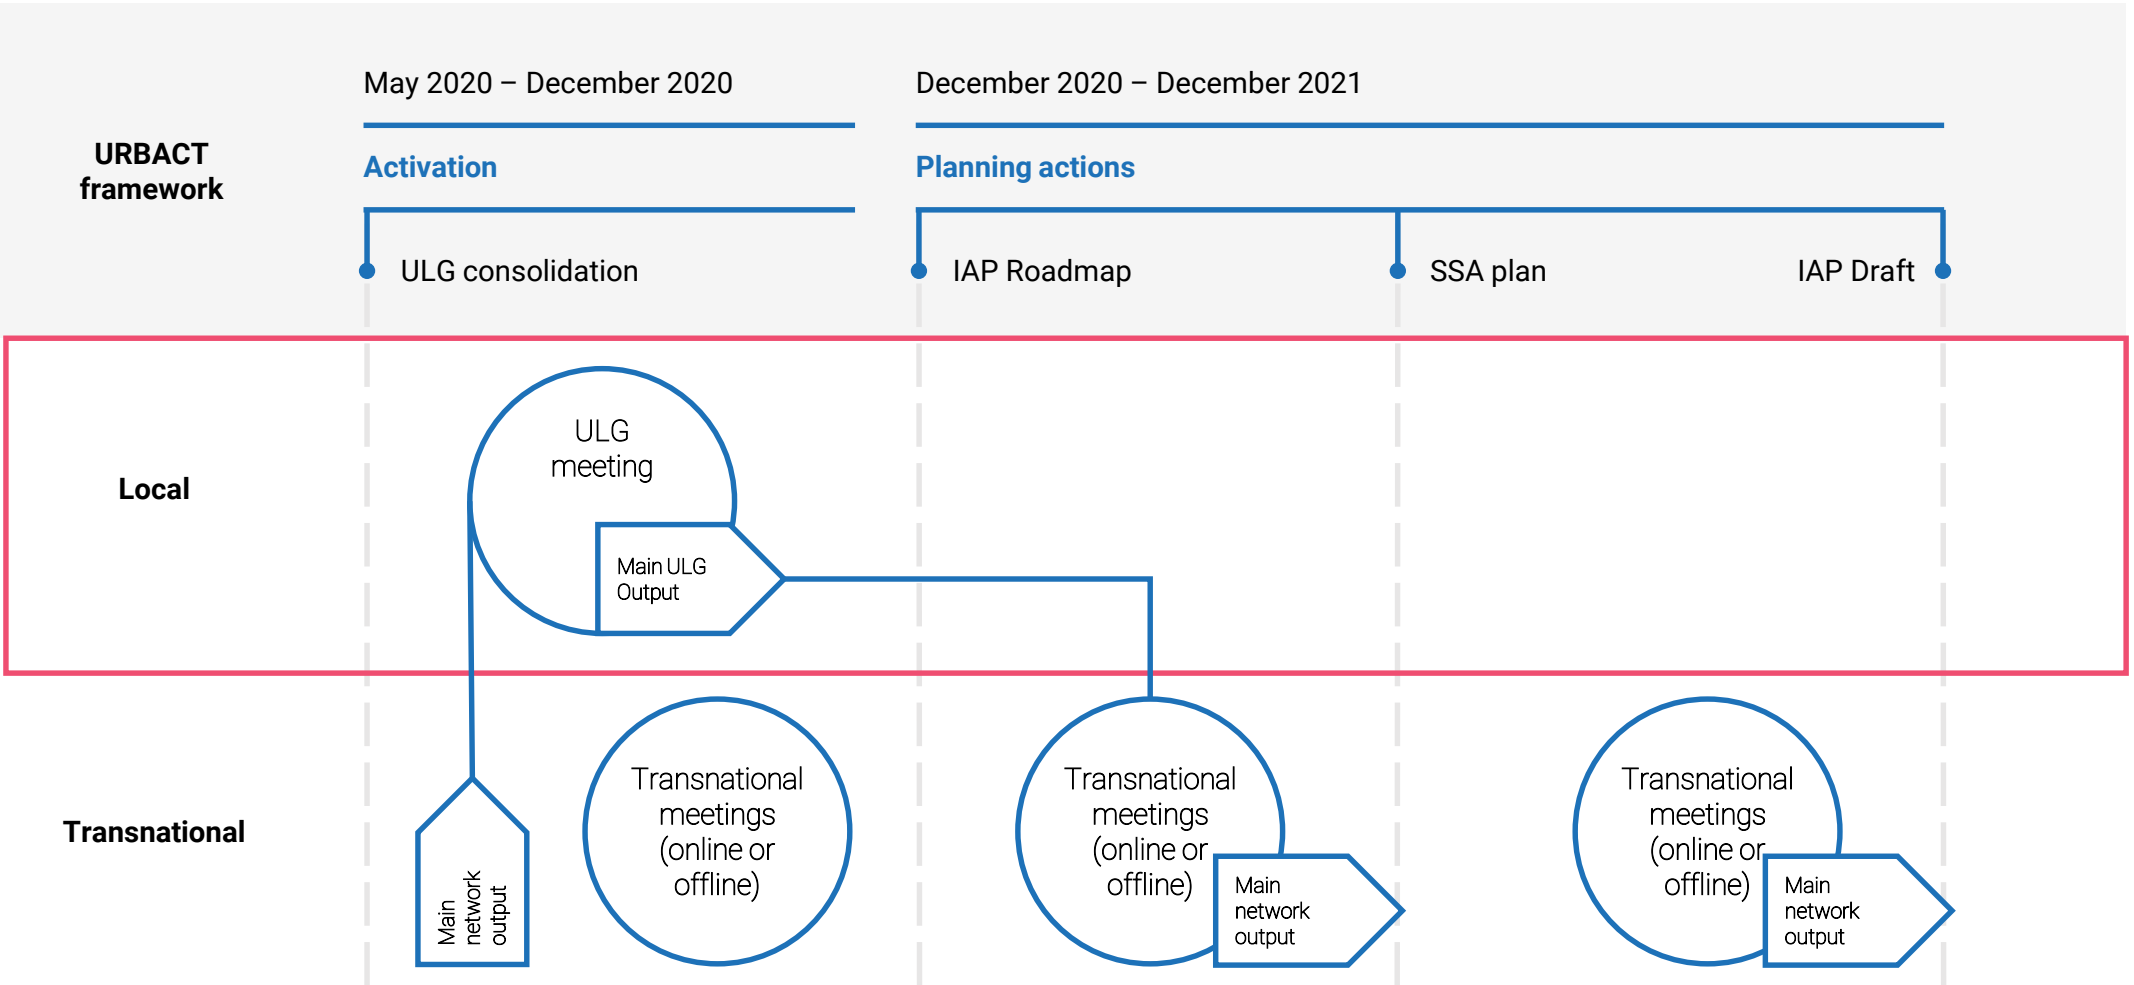 May 2020 – December 2020
December 2020 – December 2021
URBACT
framework
Activation
Planning actions
ULG consolidation
IAP Roadmap
SSA plan
IAP Draft
Local
ULG
meeting
Main ULG
Output
Transnational
Main
network
output
Transnational
meetings
(online or
offline)
Transnational
meetings
(online or
offline)
Main
network
output
Transnational
meetings
(online or
offline)
Main
network
output